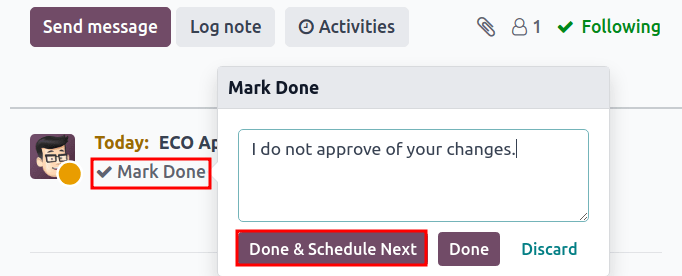 Send message Log note Activities 1 Following
Mark Done
Today: ECO Ap
I do not approve of your changes.
Mark Done
Done & Schedule Next Done Discard